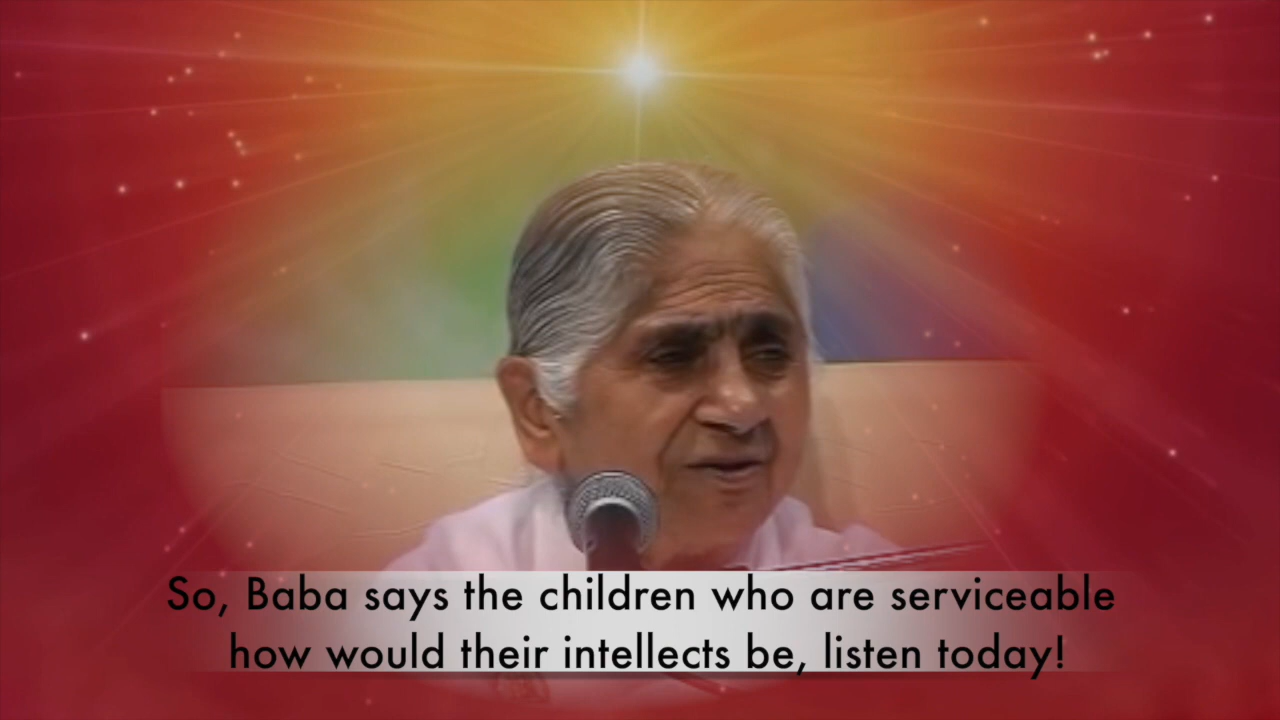 So, Baba says the children who are serviceable
how would their intellects be, listen today!